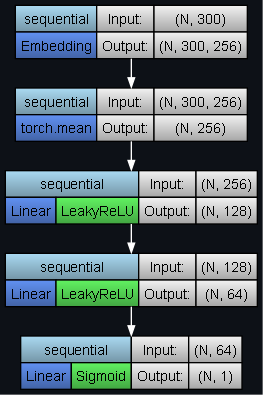 sequential Input: (N, 300)
Embedding Output: (N, 300, 256)
sequential Input: (N, 300, 256)
torch.mean Output: (N, 256)
sequential Input: (N, 256)
Linear LeakyReLU Output: (N, 128)
sequential Input: (N, 128)
Linear LeakyReLU Output: (N, 64)
sequential Input: (N, 64)
Linear Sigmoid Output: (N, 1)